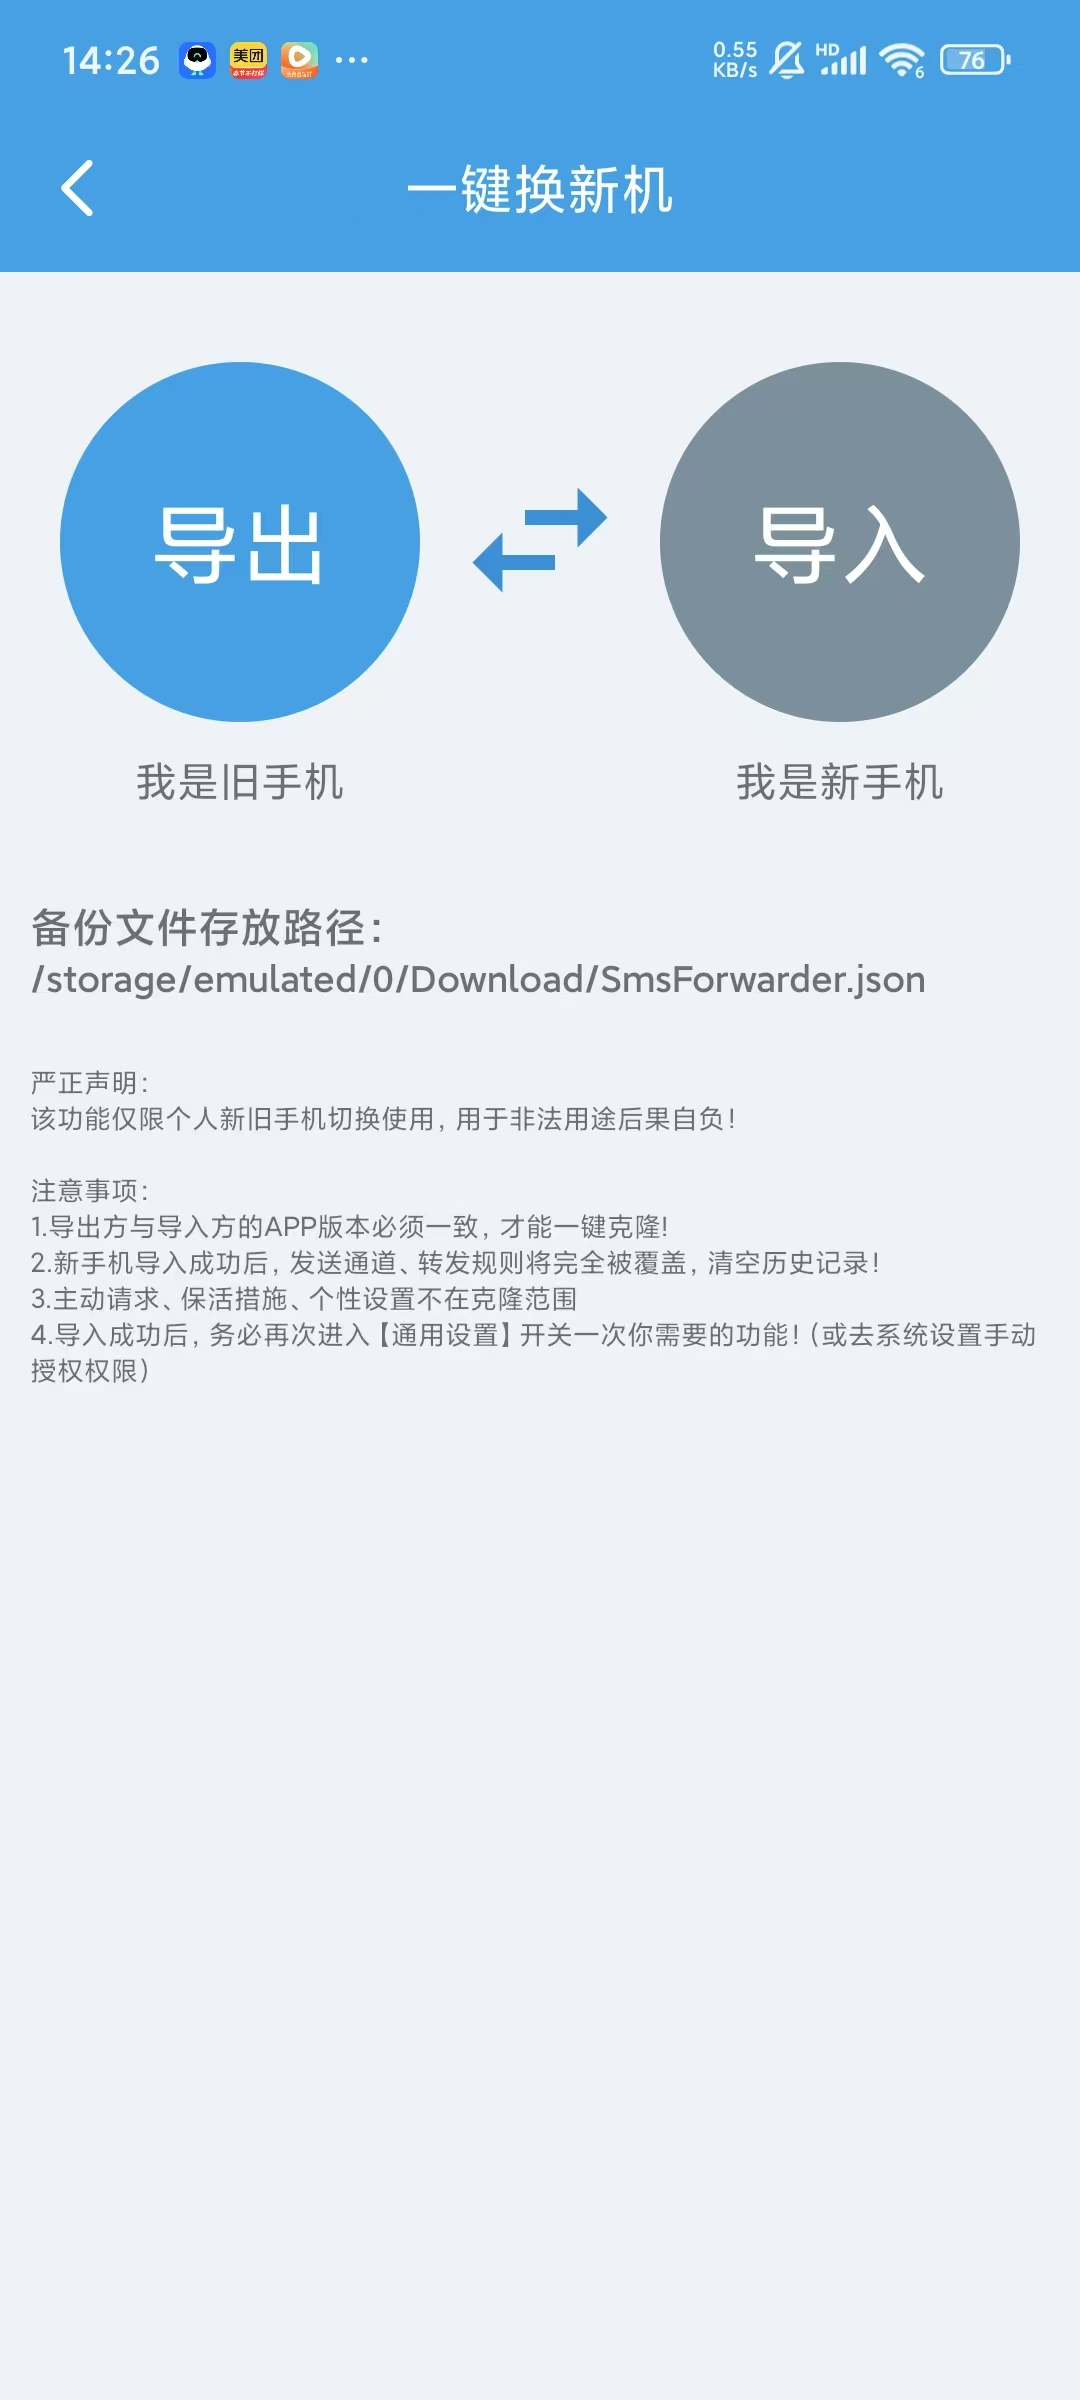 14:26
美团
0.55
KB/s
HD
6
76
一键换新机
导出
导入
我是旧手机
我是新手机
备份文件存放路径:
/storage/emulated/0/Download/SmsForwarder.json
严正声明:
该功能仅限个人新旧手机切换使用, 用于非法用途后果自负!
注意事项:
1.导出方与导入方的APP版本必须一致, 才能一键克隆!
2.新手机导入成功后, 发送通道、转发规则将完全被覆盖, 清空历史记录!
3.主动请求、保活措施、个性设置不在克隆范围
4.导入成功后, 务必再次进入【通用设置】开关一次你需要的功能!(或去系统设置手动
授权权限)